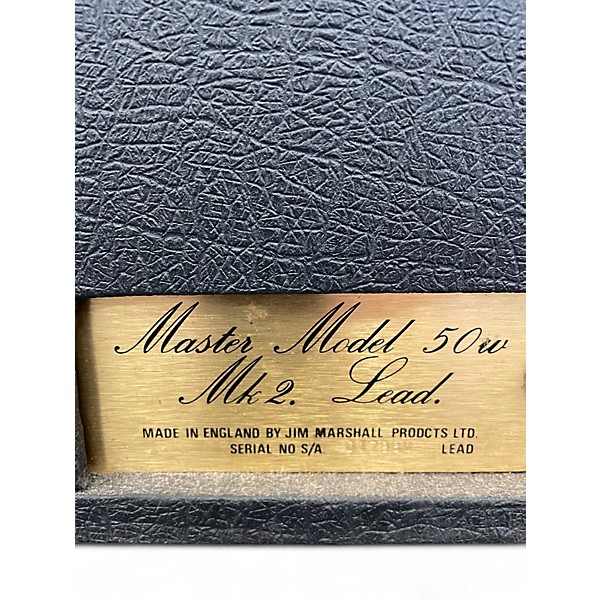 Master Model 50w
Mk2. Lead.
MADE IN ENGLAND BY JIM MARSHALL PRODCTS LTD.
SERIAL NO S/A LEAD